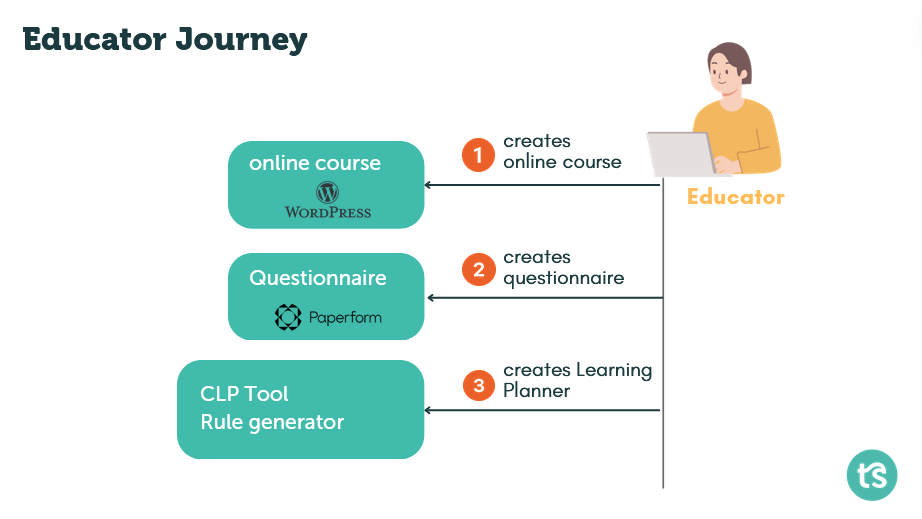 Educator Journey
online course
WORDPRESS
1
creates
online course
Educator
Questionnaire
Paperform
2
creates
questionnaire
CLP Tool
Rule generator
3
creates Learning
Planner
ts